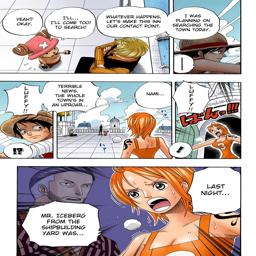 I WAS
PLANNING ON
SEARCHING
THE TOWN
TODAY.
WHATEVER HAPPENS,
LET'S MAKE THIS INN
OUR CONTACT POINT.
I'LL...
I'LL COME
TOO! TO
SEARCH!
YEAH?
OKAY.
LUFFY!!
NAMI...
TERRIBLE
NEWS. THE
WHOLE
TOWN'S IN
AN
UPROAR...
LUFFY!!
!?
LAST
NIGHT...
MR. ICEBERG
FROM THE
SHIPBUILDING
YARD WAS...